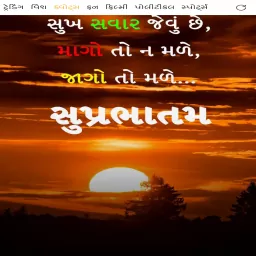 ટ્રેન્ડિંગ વિશ સ્પોટ્સ ફન ફિલ્મી પોલીટીકલ સ્પોર્ટ્સ
સુખ સવાર જેવું છે,
માગો તો ન મળે,
જાગો તો મળે...
સુપ્રભાતમ